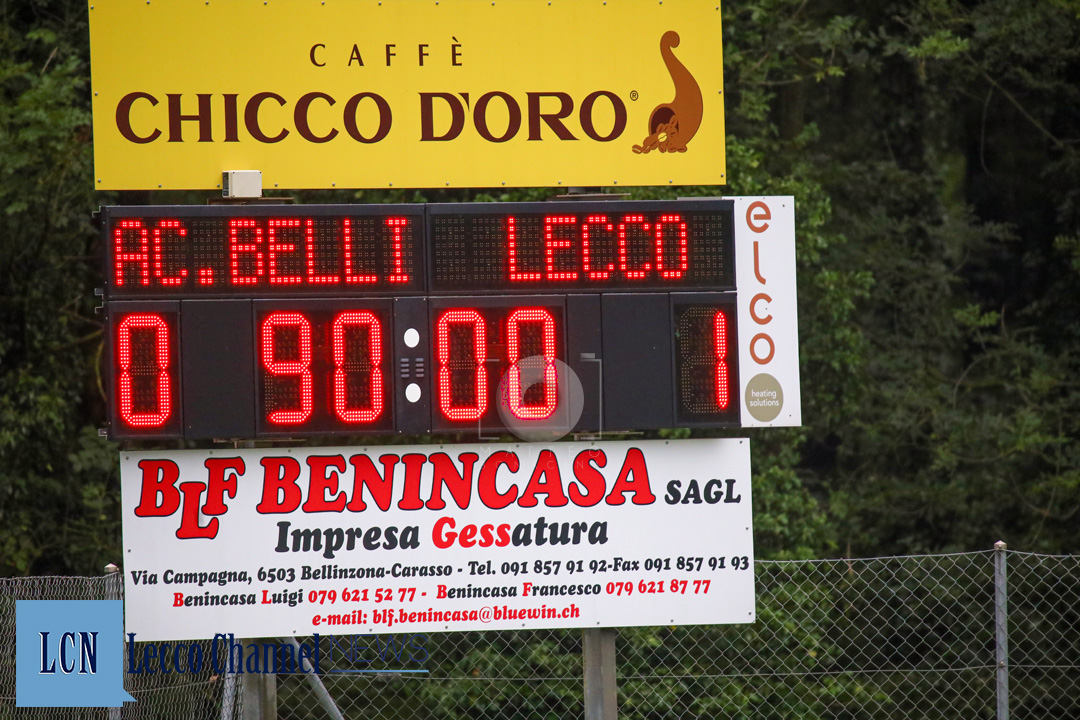 CAFFÈ
CHICCO D'ORO®
AC.BELLI LECCO
0 90:00 1
elco
heating
solutions
BLF BENINCASA SAGL
Impresa Gessatura
Via Campagna, 6503 Bellinzona-Carasso - Tel. 091 857 91 92-Fax 091 857 91 93
Benincasa Luigi 079 621 52 77 - Benincasa Francesco 079 621 87 77
e-mail: blf.benincasa@bluewin.ch
LCN Lecco Channel NEWS